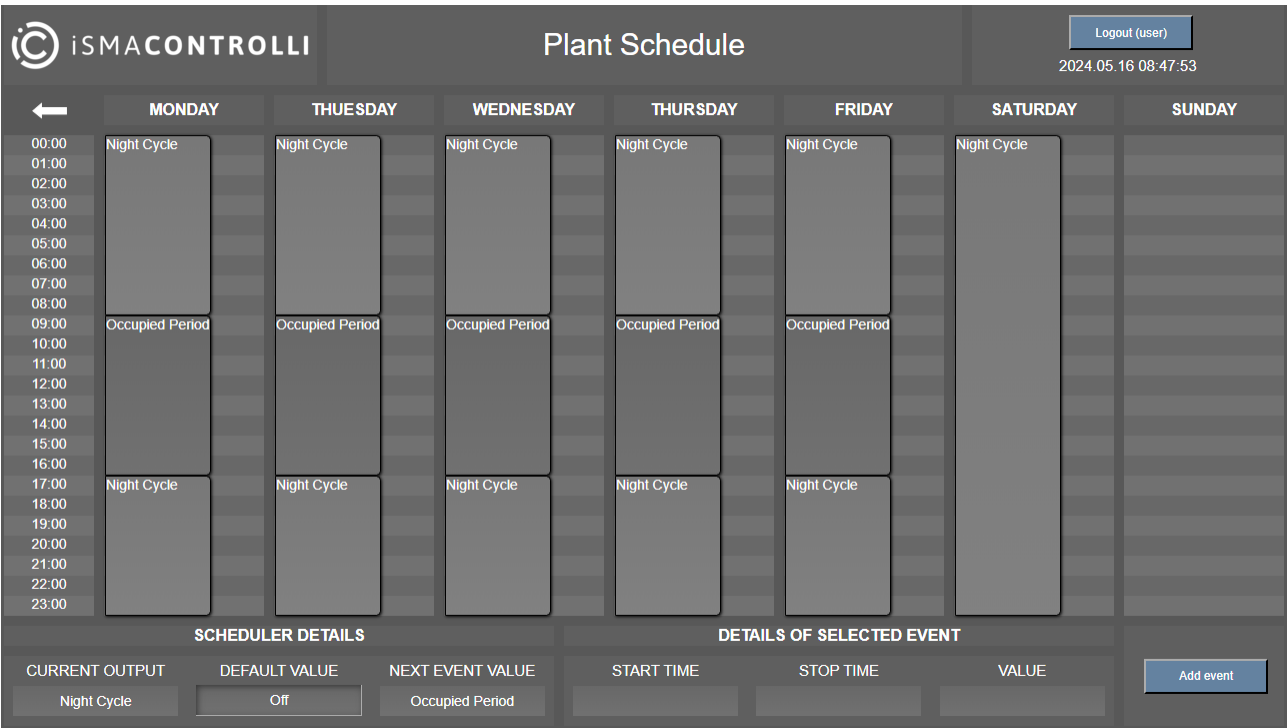 iSMACONTROLLI
Plant Schedule
Logout (user)
2024.05.16 08:47:53
MONDAY THUESDAY WEDNESDAY THURSDAY FRIDAY SATURDAY SUNDAY
00:00 Night Cycle Night Cycle Night Cycle Night Cycle Night Cycle Night Cycle
01:00
02:00
03:00
04:00
05:00
06:00
07:00
08:00
09:00 Occupied Period Occupied Period Occupied Period Occupied Period Occupied Period
10:00
11:00
12:00
13:00
14:00
15:00
16:00
17:00 Night Cycle Night Cycle Night Cycle Night Cycle Night Cycle
18:00
19:00
20:00
21:00
22:00
23:00
SCHEDULER DETAILS DETAILS OF SELECTED EVENT
CURRENT OUTPUT DEFAULT VALUE NEXT EVENT VALUE START TIME STOP TIME VALUE
Add event
Night Cycle Off Occupied Period